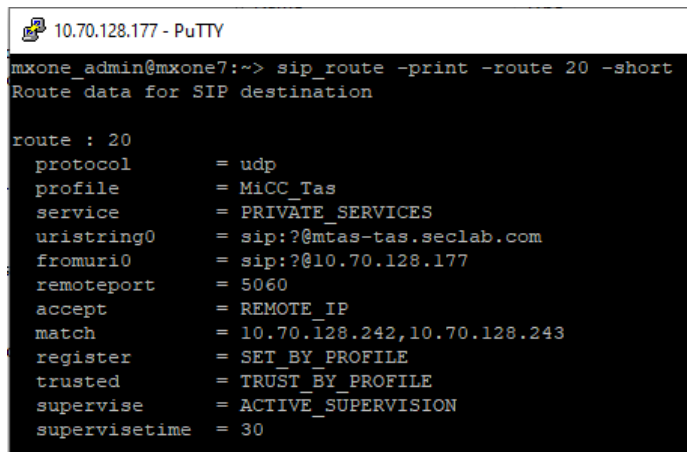 10.70.128.177 - PuTTY
mxone_admin@mxone7:~> sip_route -print -route 20 -short
Route data for SIP destination
route : 20
protocol = udp
profile = MiCC_Tas
service = PRIVATE_SERVICES
uristring0 = sip:?@mtas-tas.seclab.com
fromuri0 = sip:?@10.70.128.177
remoteport = 5060
accept = REMOTE_IP
match = 10.70.128.242,10.70.128.243
register = SET_BY_PROFILE
trusted = TRUST_BY_PROFILE
supervise = ACTIVE_SUPERVISION
supervisetime = 30